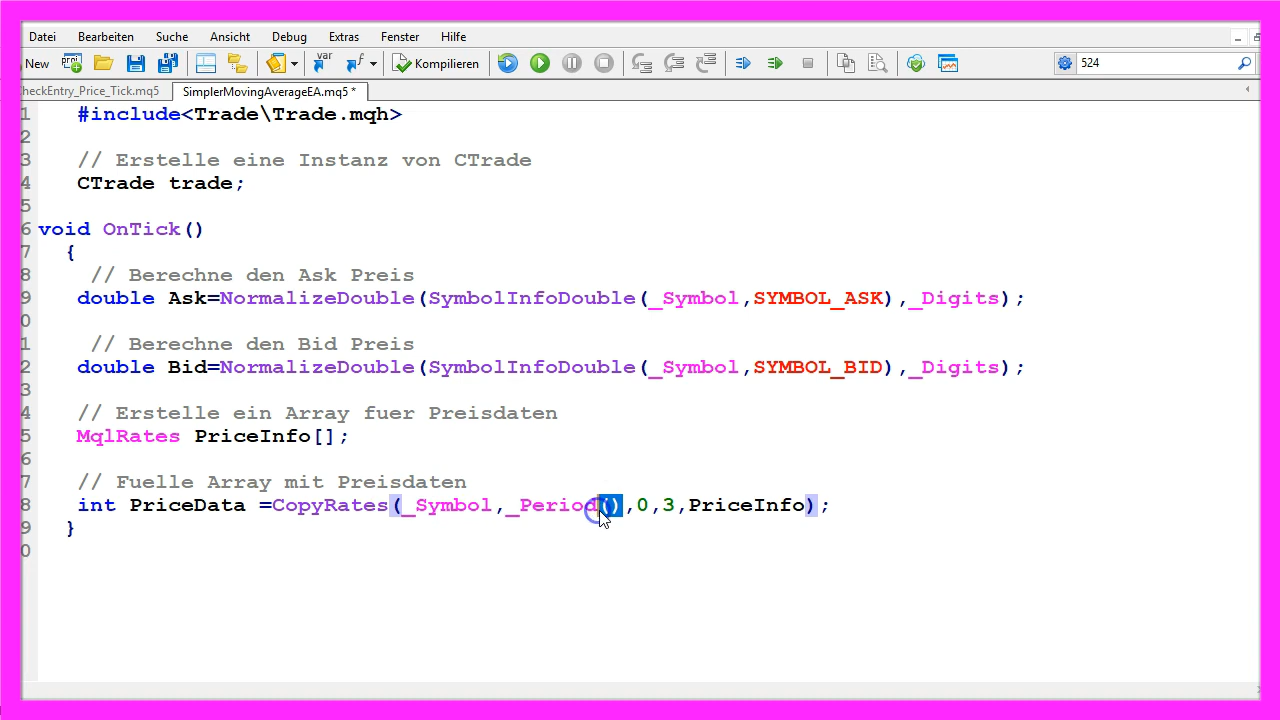 Datei Bearbeiten Suche Ansicht Debug Extras Fenster Hilfe
New var Kompilieren 524
heckEntry_Price_Tick.mq5 SimplerMovingAverageEA.mq5 *
1 #include<Trade\Trade.mqh>
2
3 // Erstelle eine Instanz von CTrade
4 CTrade trade;
5
6 void OnTick()
7 {
8 // Berechne den Ask Preis
9 double Ask=NormalizeDouble(SymbolInfoDouble(_Symbol,SYMBOL_ASK),_Digits);
0
1 // Berechne den Bid Preis
2 double Bid=NormalizeDouble(SymbolInfoDouble(_Symbol,SYMBOL_BID),_Digits);
3
4 // Erstelle ein Array fuer Preisdaten
5 MqlRates PriceInfo[];
6
7 // Fuelle Array mit Preisdaten
8 int PriceData =CopyRates(_Symbol,_Period(),0,3,PriceInfo);
9 }
0